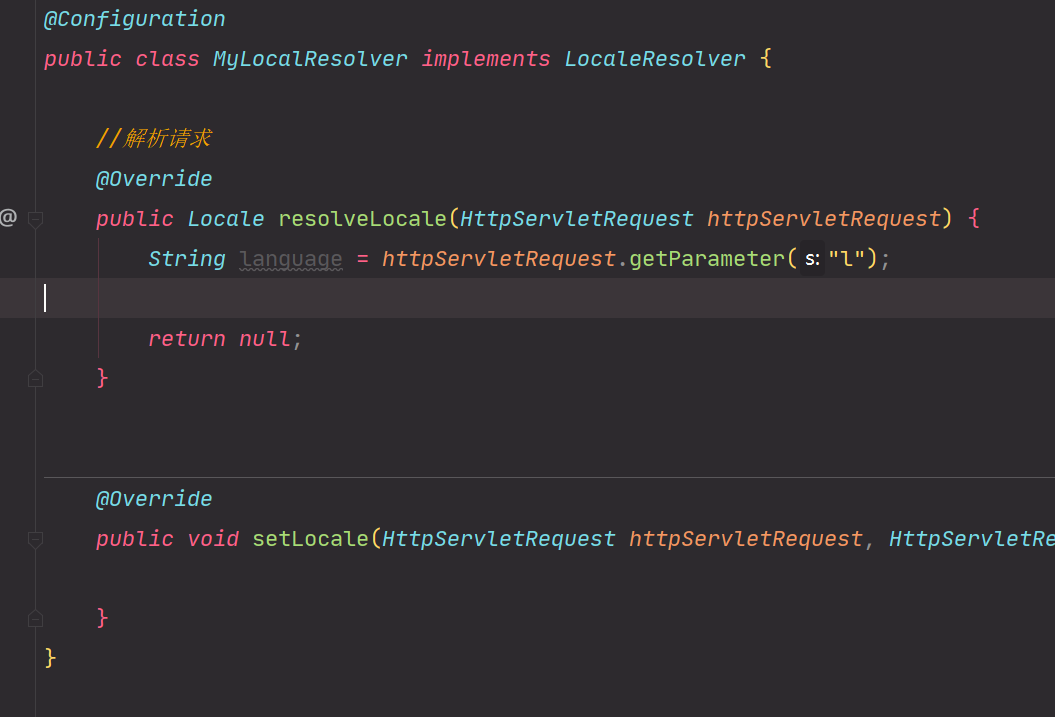 @Configuration
public class MyLocalResolver implements LocaleResolver {
//解析请求
@Override
@ public Locale resolveLocale(HttpServletRequest httpServletRequest) {
String language = httpServletRequest.getParameter( s: "l");
return null;
}
@Override
public void setLocale(HttpServletRequest httpServletRequest, HttpServletRe
}
}